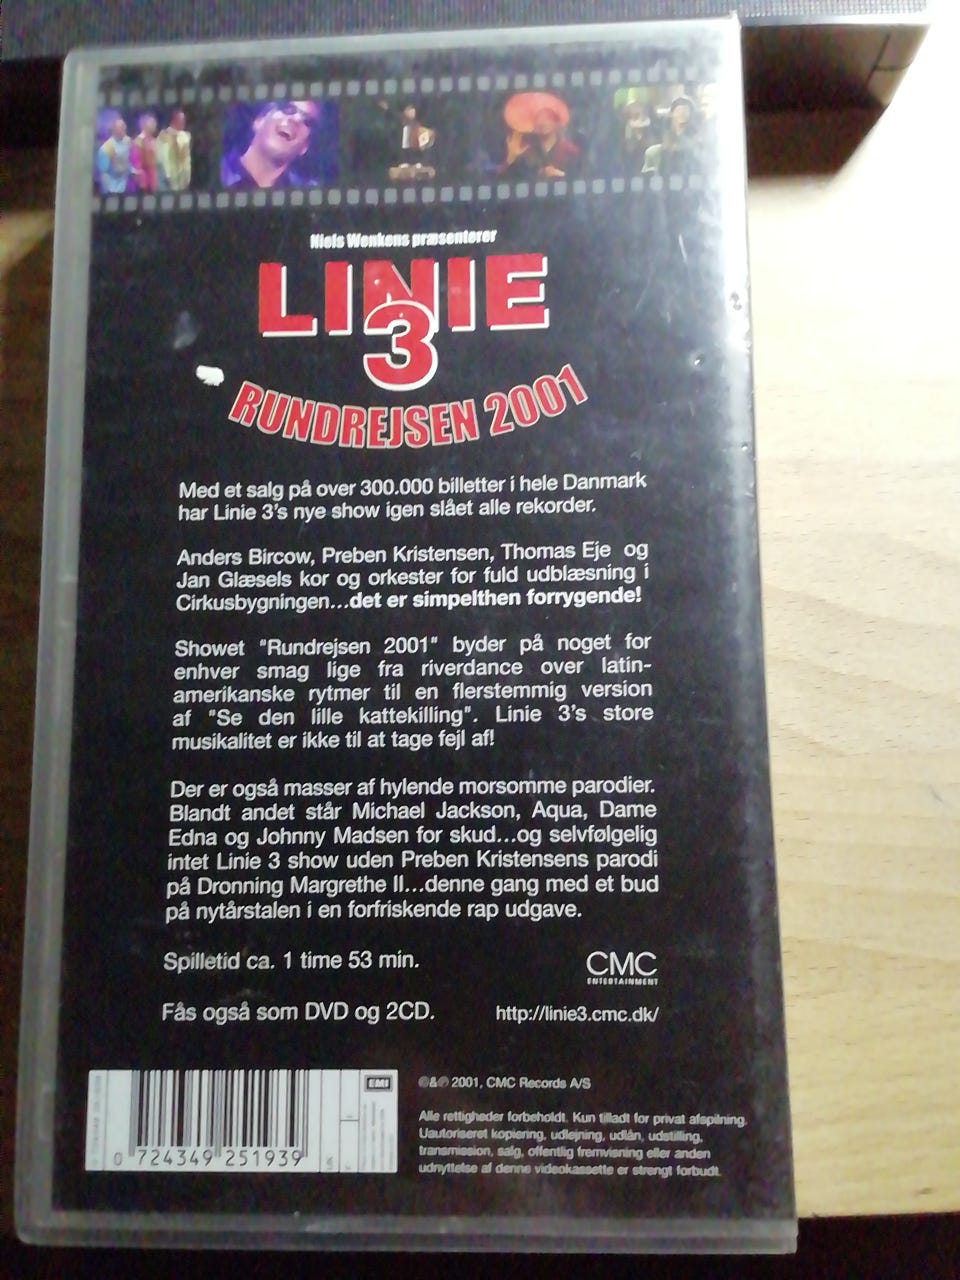 Niels Wenkens præsenterer
LINIE
3
RUNDREJSEN 2001
Med et salg på over 300.000 billetter i hele Danmark
har Linie 3's nye show igen slået alle rekorder.
Anders Bircow, Preben Kristensen, Thomas Eje og
Jan Glæsels kor og orkester for fuld udblæsning i
Cirkusbygningen...det er simpelthen forrygende!
Showet "Rundrejsen 2001" byder på noget for
enhver smag lige fra riverdance over latin-
amerikanske rytmer til en flerstemmig version
af "Se den lille kattekilling". Linie 3's store
musikalitet er ikke til at tage fejl af!
Der er også masser af hylende morsomme parodier.
Blandt andet står Michael Jackson, Aqua, Dame
Edna og Johnny Madsen for skud...og selvfølgelig
intet Linie 3 show uden Preben Kristensens parodi
på Dronning Margrethe II...denne gang med et bud
på nytårstalen i en forfriskende rap udgave.
Spilletid ca. 1 time 53 min.
CMC
ENTERTAINMENT
Fås også som DVD og 2CD.
http://linie3.cmc.dk/
EMI
0 724349 251939
℗&© 2001, CMC Records A/S
Alle rettigheder forbeholdt. Kun tilladt for privat afspilning.
Uautoriseret kopiering, udlejning, udlån, udstilling,
transmission, salg, offentlig fremvisning eller anden
udnyttelse af denne videokassette er strengt forbudt.